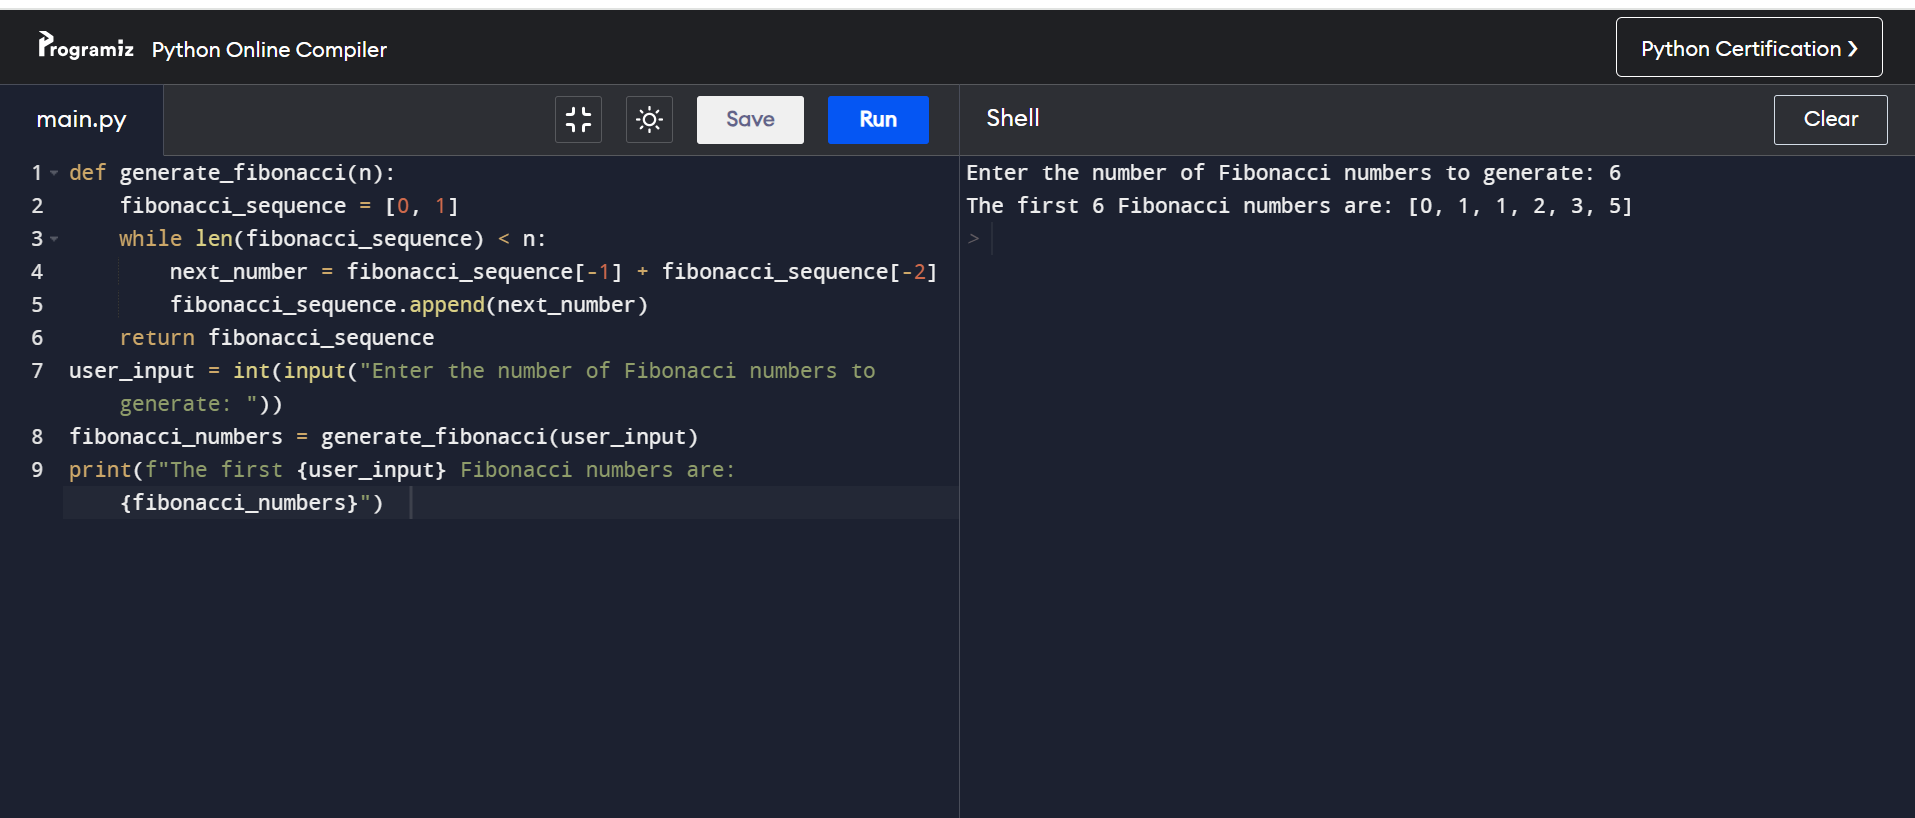 Programiz Python Online Compiler
Python Certification ❯
main.py
Save
Run
Shell
Clear
1 def generate_fibonacci(n):
2     fibonacci_sequence = [0, 1]
3     while len(fibonacci_sequence) < n:
4         next_number = fibonacci_sequence[-1] + fibonacci_sequence[-2]
5         fibonacci_sequence.append(next_number)
6     return fibonacci_sequence
7 user_input = int(input("Enter the number of Fibonacci numbers to
    generate: "))
8 fibonacci_numbers = generate_fibonacci(user_input)
9 print(f"The first {user_input} Fibonacci numbers are:
    {fibonacci_numbers}")
Enter the number of Fibonacci numbers to generate: 6
The first 6 Fibonacci numbers are: [0, 1, 1, 2, 3, 5]
>